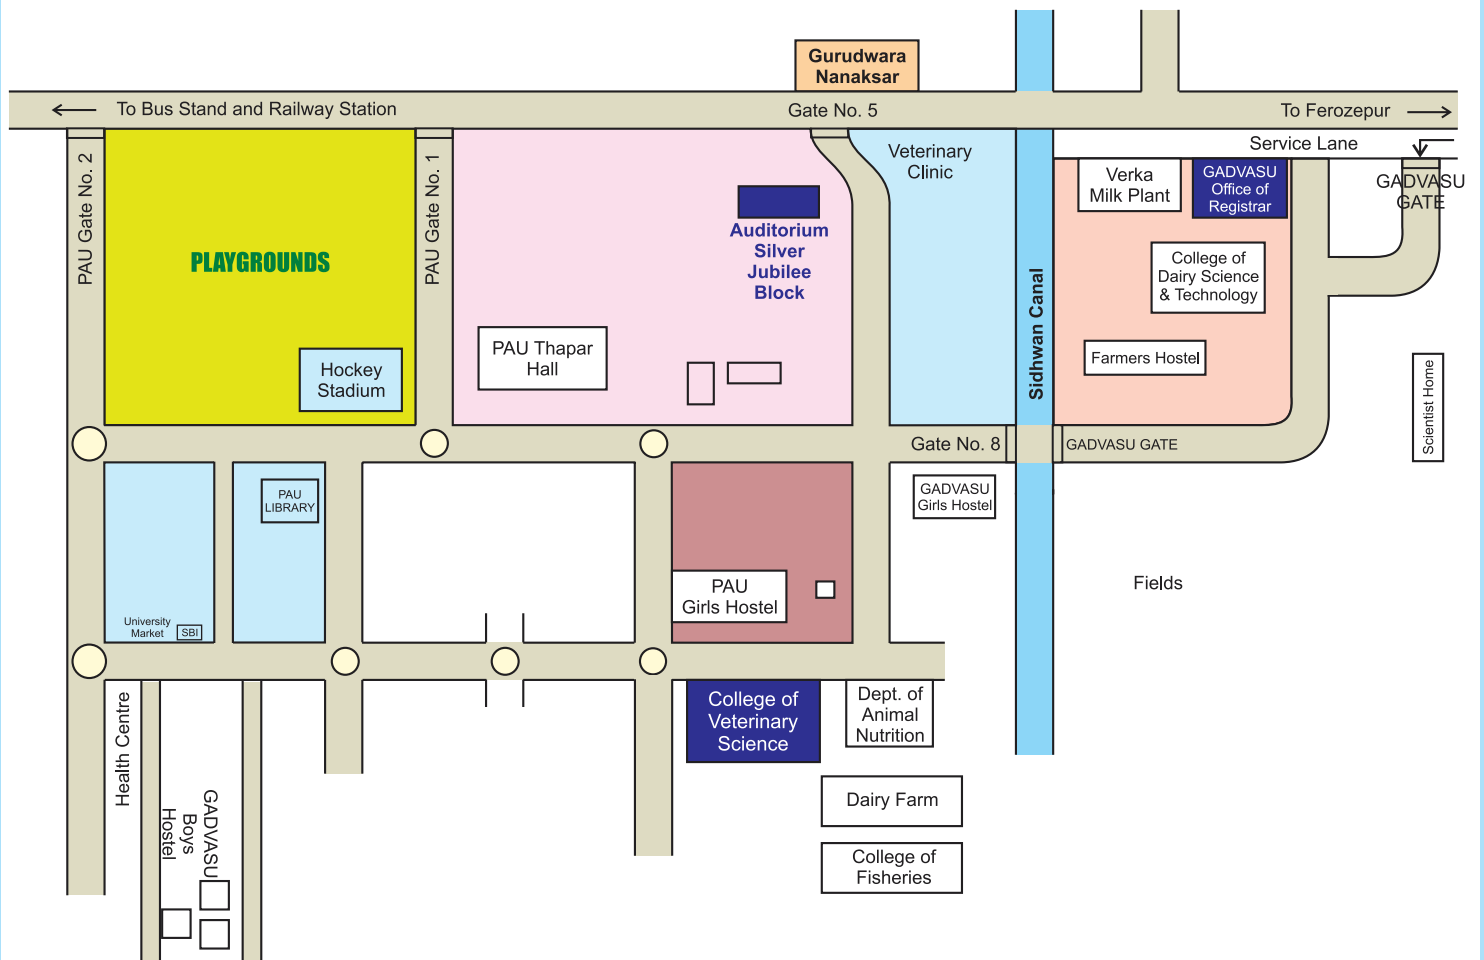 Gurudwara
Nanaksar
To Bus Stand and Railway Station
Gate No. 5
To Ferozepur
Service Lane
PAU Gate No. 2
PLAYGROUNDS
Hockey
Stadium
PAU Gate No. 1
Auditorium
Silver
Jubilee
Block
PAU Thapar
Hall
Veterinary
Clinic
Sidhwan Canal
Verka
Milk Plant
GADVASU
Office of
Registrar
GADVASU
GATE
College of
Dairy Science
& Technology
Farmers Hostel
Scientist Home
Gate No. 8
GADVASU GATE
PAU
LIBRARY
University
Market
SBI
PAU
Girls Hostel
GADVASU
Girls Hostel
Fields
Health Centre
GADVASU
Boys
Hostel
College of
Veterinary
Science
Dept. of
Animal
Nutrition
Dairy Farm
College of
Fisheries